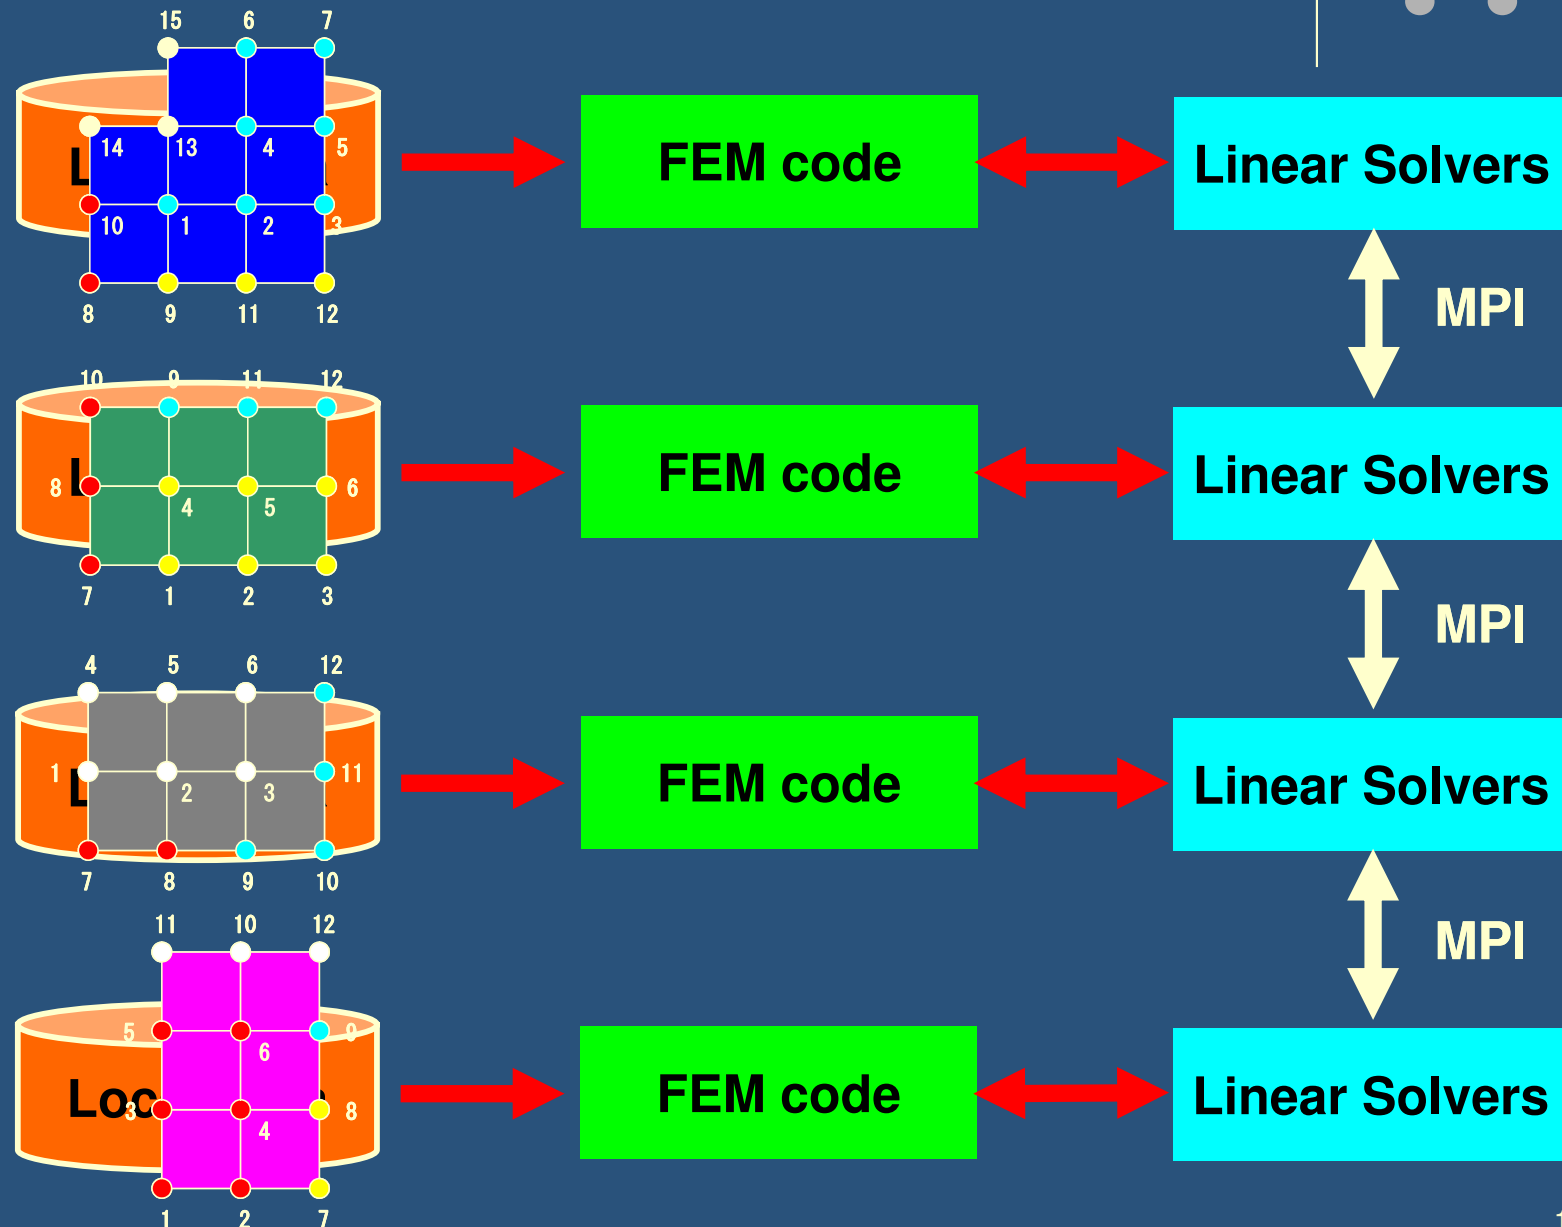 15 6 7
14 13 4 5
FEM code
Linear Solvers
10 1 2 3
8 9 11 12
MPI
10 9 11 12
8 4 5 6
FEM code
Linear Solvers
7 1 2 3
MPI
4 5 6 12
1 2 3 11
FEM code
Linear Solvers
7 8 9 10
MPI
11 10 12
5 6 9
3 4 8
FEM code
Linear Solvers
1 2 7